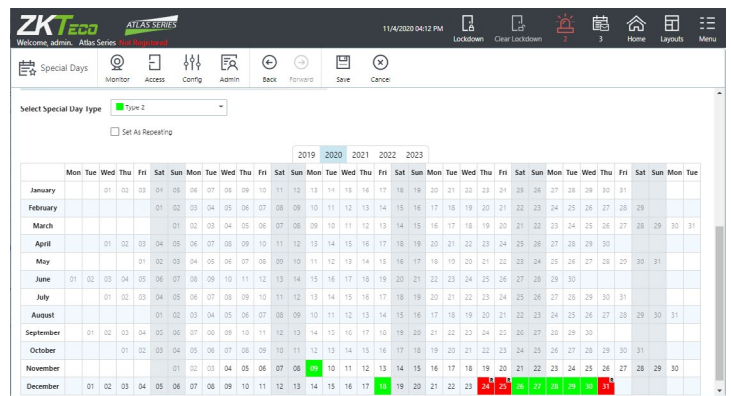 ZKTeco ATLAS SERIES
Welcome, admin. Atlas Series Not Registered
11/4/2020 04:12 PM
Lockdown Clear Lockdown 2 3 Home Layouts Menu
Special Days Monitor Access Config Admin Back Forward Save Cancel
Select Special Day Type Type 2
Set As Repeating
2019 2020 2021 2022 2023
Mon Tue Wed Thu Fri Sat Sun Mon Tue Wed Thu Fri Sat Sun Mon Tue Wed Thu Fri Sat Sun Mon Tue Wed Thu Fri Sat Sun Mon Tue Wed Thu Fri Sat Sun Mon Tue
January 01 02 03 04 05 06 07 08 09 10 11 12 13 14 15 16 17 18 19 20 21 22 23 24 25 26 27 28 29 30 31
February 01 02 03 04 05 06 07 08 09 10 11 12 13 14 15 16 17 18 19 20 21 22 23 24 25 26 27 28 29
March 01 02 03 04 05 06 07 08 09 10 11 12 13 14 15 16 17 18 19 20 21 22 23 24 25 26 27 28 29 30 31
April 01 02 03 04 05 06 07 08 09 10 11 12 13 14 15 16 17 18 19 20 21 22 23 24 25 26 27 28 29 30
May 01 02 03 04 05 06 07 08 09 10 11 12 13 14 15 16 17 18 19 20 21 22 23 24 25 26 27 28 29 30 31
June 01 02 03 04 05 06 07 08 09 10 11 12 13 14 15 16 17 18 19 20 21 22 23 24 25 26 27 28 29 30
July 01 02 03 04 05 06 07 08 09 10 11 12 13 14 15 16 17 18 19 20 21 22 23 24 25 26 27 28 29 30 31
August 01 02 03 04 05 06 07 08 09 10 11 12 13 14 15 16 17 18 19 20 21 22 23 24 25 26 27 28 29 30 31
September 01 02 03 04 05 06 07 08 09 10 11 12 13 14 15 16 17 18 19 20 21 22 23 24 25 26 27 28 29 30
October 01 02 03 04 05 06 07 08 09 10 11 12 13 14 15 16 17 18 19 20 21 22 23 24 25 26 27 28 29 30 31
November 01 02 03 04 05 06 07 08 09 10 11 12 13 14 15 16 17 18 19 20 21 22 23 24 25 26 27 28 29 30
December 01 02 03 04 05 06 07 08 09 10 11 12 13 14 15 16 17 18 19 20 21 22 23 24 25 26 27 28 29 30 31